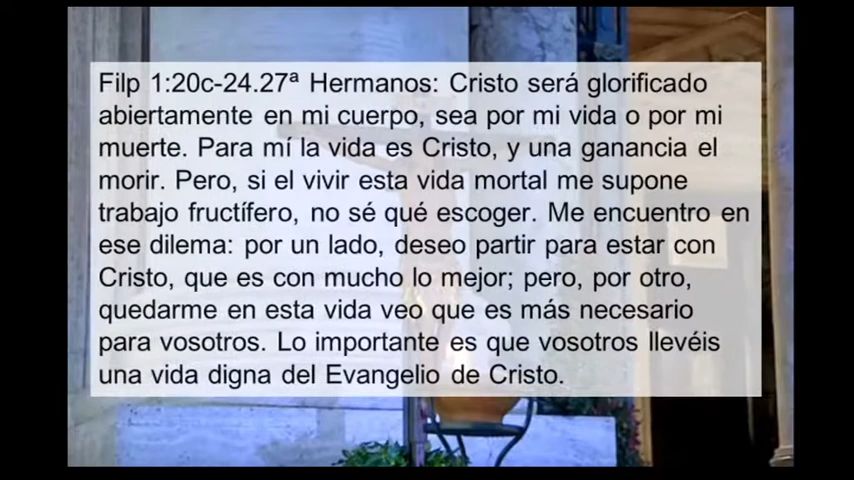 Filp 1:20c-24.27ª Hermanos: Cristo será glorificado
abiertamente en mi cuerpo, sea por mi vida o por mi
muerte. Para mí la vida es Cristo, y una ganancia el
morir. Pero, si el vivir esta vida mortal me supone
trabajo fructífero, no sé qué escoger. Me encuentro en
ese dilema: por un lado, deseo partir para estar con
Cristo, que es con mucho lo mejor; pero, por otro,
quedarme en esta vida veo que es más necesario
para vosotros. Lo importante es que vosotros llevéis
una vida digna del Evangelio de Cristo.